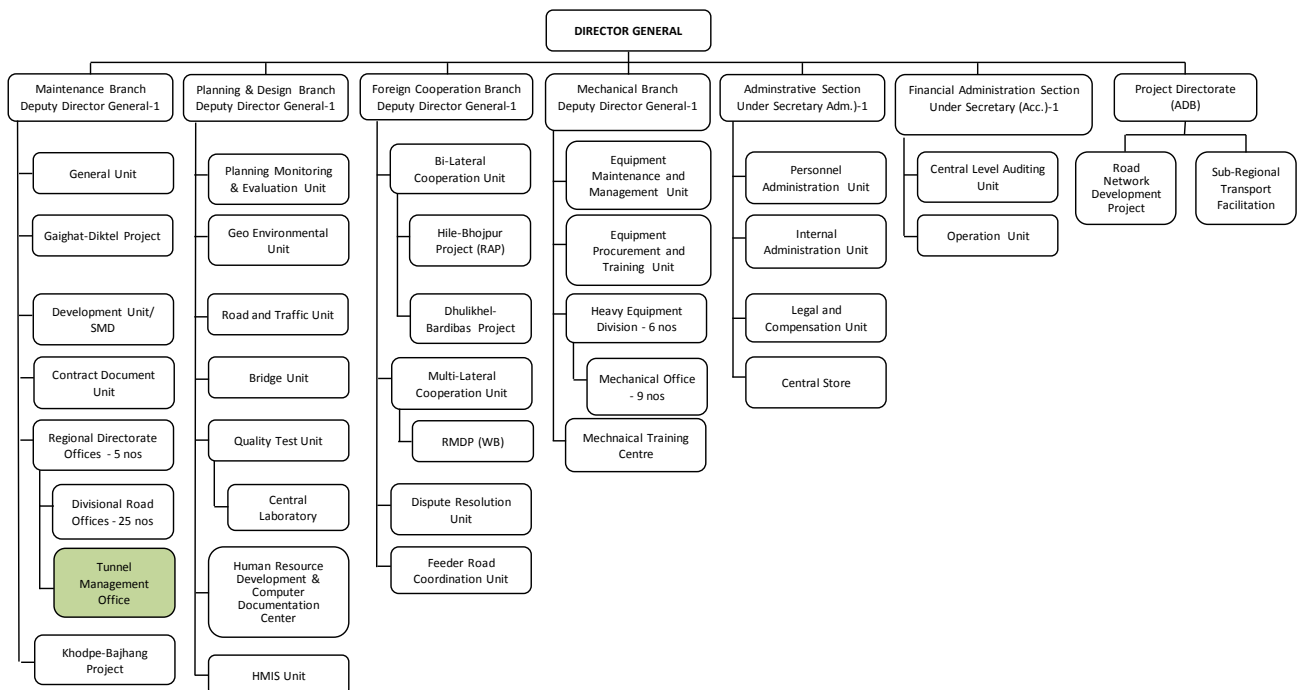 DIRECTOR GENERAL
Maintenance Branch
Deputy Director General-1
Planning & Design Branch
Deputy Director General-1
Foreign Cooperation Branch
Deputy Director General-1
Mechanical Branch
Deputy Director General-1
Adminstrative Section
Under Secretary Adm.)-1
Financial Administration Section
Under Secretary (Acc.)-1
Project Directorate
(ADB)
General Unit
Gaighat-Diktel Project
Development Unit/
SMD
Contract Document
Unit
Regional Directorate
Offices - 5 nos
Divisional Road
Offices - 25 nos
Tunnel
Management
Office
Khodpe-Bajhang
Project
Planning Monitoring
& Evaluation Unit
Geo Environmental
Unit
Road and Traffic Unit
Bridge Unit
Quality Test Unit
Central
Laboratory
Human Resource
Development &
Computer
Documentation
Center
HMIS Unit
Bi-Lateral
Cooperation Unit
Hile-Bhojpur
Project (RAP)
Dhulikhel-
Bardibas Project
Multi-Lateral
Cooperation Unit
RMDP (WB)
Dispute Resolution
Unit
Feeder Road
Coordination Unit
Equipment
Maintenance and
Management Unit
Equipment
Procurement and
Training Unit
Heavy Equipment
Division - 6 nos
Mechanical Office
- 9 nos
Mechnaical Training
Centre
Personnel
Administration Unit
Internal
Administration Unit
Legal and
Compensation Unit
Central Store
Central Level Auditing
Unit
Operation Unit
Road
Network
Development
Project
Sub-Regional
Transport
Facilitation